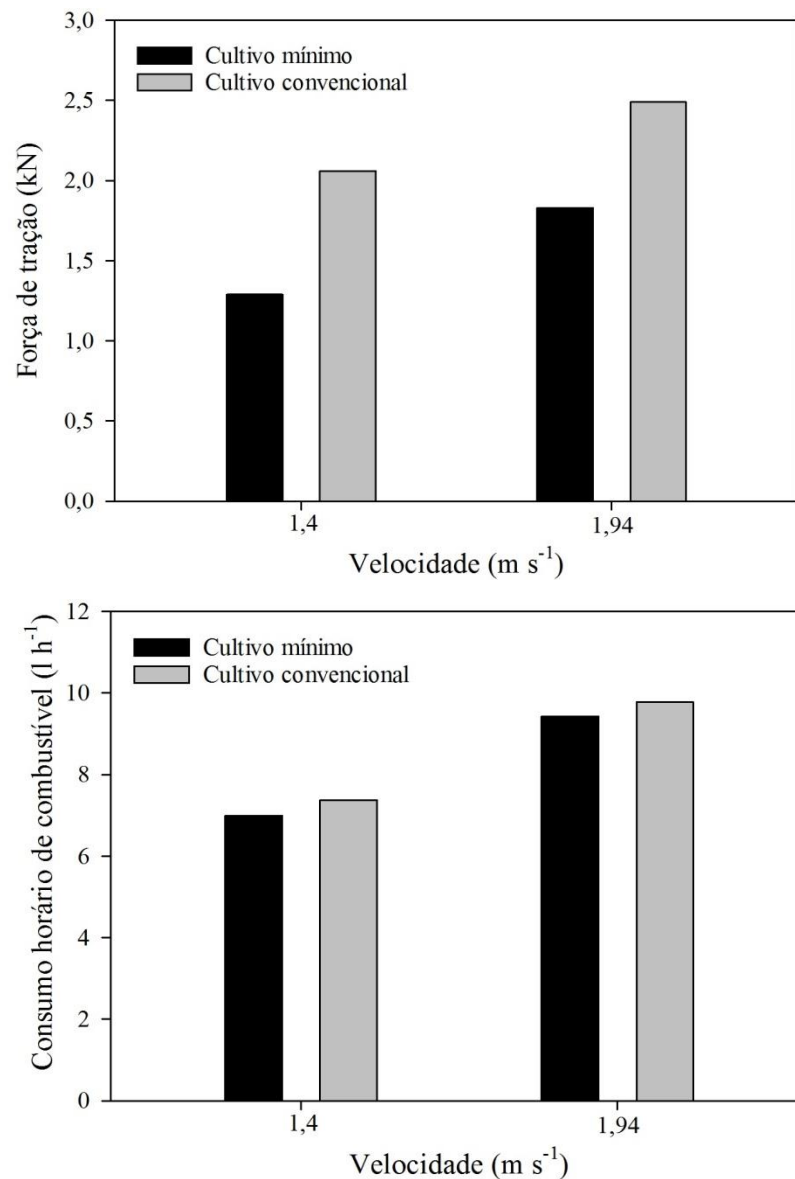 3,0
2,5
2,0
1,5
1,0
0,5
0,0
Força de tração (kN)
Cultivo mínimo
Cultivo convencional
1,4
1,94
Velocidade (m s⁻¹)
12
10
8
6
4
2
0
Consumo horário de combustível (l h⁻¹)
Cultivo mínimo
Cultivo convencional
1,4
1,94
Velocidade (m s⁻¹)